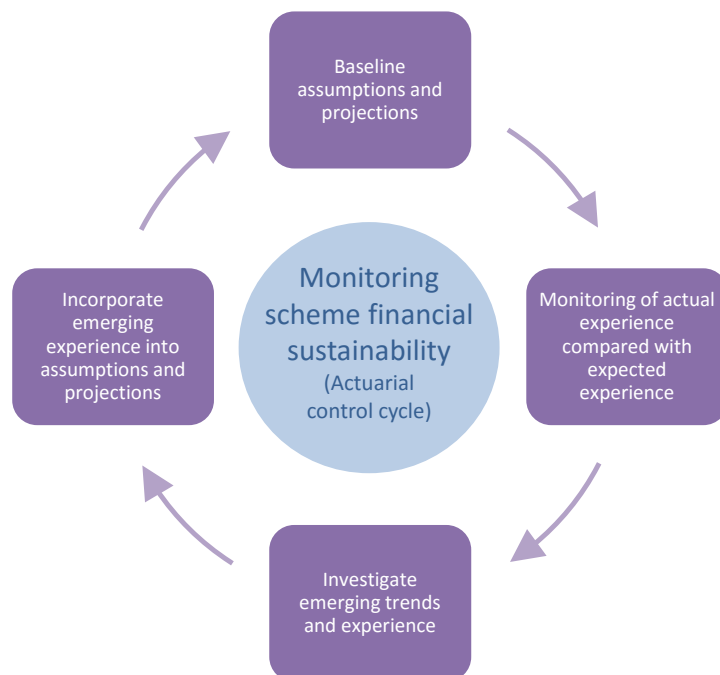 Baseline
assumptions and
projections
Monitoring
scheme financial
sustainability
(Actuarial
control cycle)
Monitoring of actual
experience
compared with
expected
experience
Investigate
emerging trends
and experience
Incorporate
emerging
experience into
assumptions and
projections